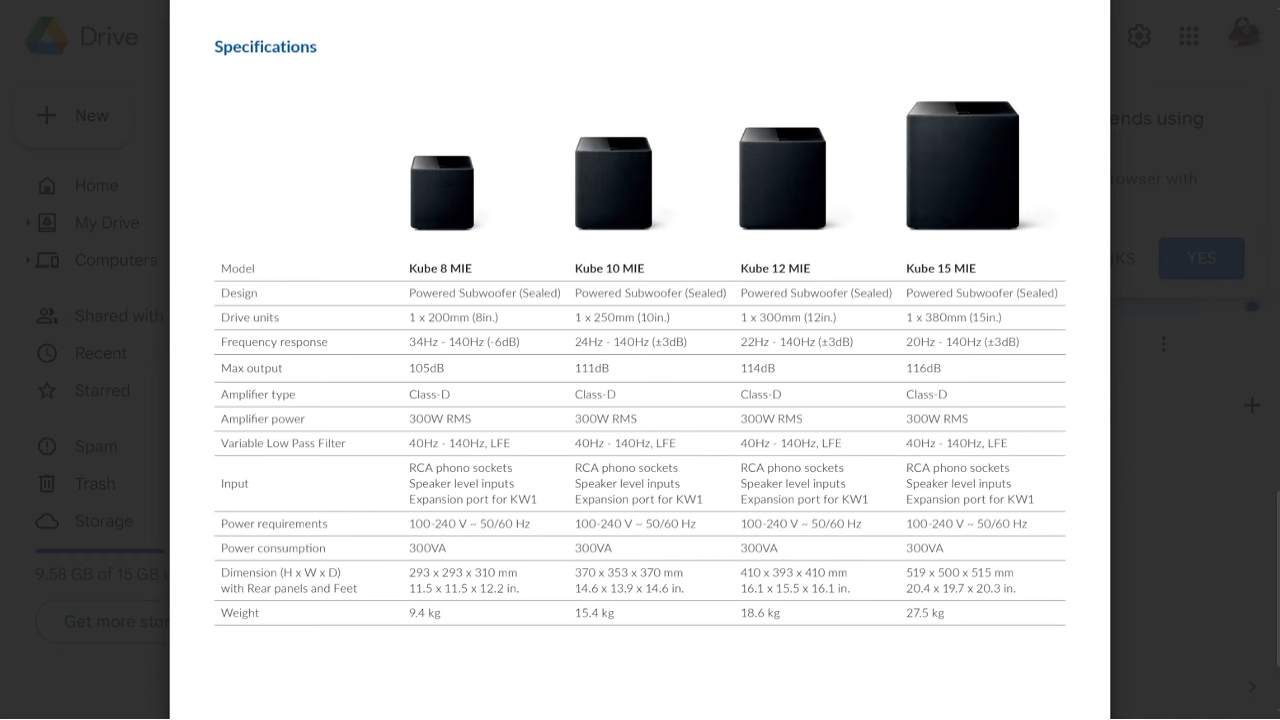 Drive
New
Home
My Drive
Computers
Shared with
Recent
Starred
Spam
Trash
Storage
9.58 GB of 15 GB
Get more stor
ends using
owser with
KS
YES
Specifications
Model Kube 8 MIE Kube 10 MIE Kube 12 MIE Kube 15 MIE
Design Powered Subwoofer (Sealed) Powered Subwoofer (Sealed) Powered Subwoofer (Sealed) Powered Subwoofer (Sealed)
Drive units 1 x 200mm (8in.) 1 x 250mm (10in.) 1 x 300mm (12in.) 1 x 380mm (15in.)
Frequency response 34Hz - 140Hz (-6dB) 24Hz - 140Hz (±3dB) 22Hz - 140Hz (±3dB) 20Hz - 140Hz (±3dB)
Max output 105dB 111dB 114dB 116dB
Amplifier type Class-D Class-D Class-D Class-D
Amplifier power 300W RMS 300W RMS 300W RMS 300W RMS
Variable Low Pass Filter 40Hz - 140Hz, LFE 40Hz - 140Hz, LFE 40Hz - 140Hz, LFE 40Hz - 140Hz, LFE
RCA phono sockets RCA phono sockets RCA phono sockets RCA phono sockets
Input Speaker level inputs Speaker level inputs Speaker level inputs Speaker level inputs
Expansion port for KW1 Expansion port for KW1 Expansion port for KW1 Expansion port for KW1
Power requirements 100-240 V ~ 50/60 Hz 100-240 V ~ 50/60 Hz 100-240 V ~ 50/60 Hz 100-240 V ~ 50/60 Hz
Power consumption 300VA 300VA 300VA 300VA
Dimension (H x W x D) 293 x 293 x 310 mm 370 x 353 x 370 mm 410 x 393 x 410 mm 519 x 500 x 515 mm
with Rear panels and Feet 11.5 x 11.5 x 12.2 in. 14.6 x 13.9 x 14.6 in. 16.1 x 15.5 x 16.1 in. 20.4 x 19.7 x 20.3 in.
Weight 9.4 kg 15.4 kg 18.6 kg 27.5 kg